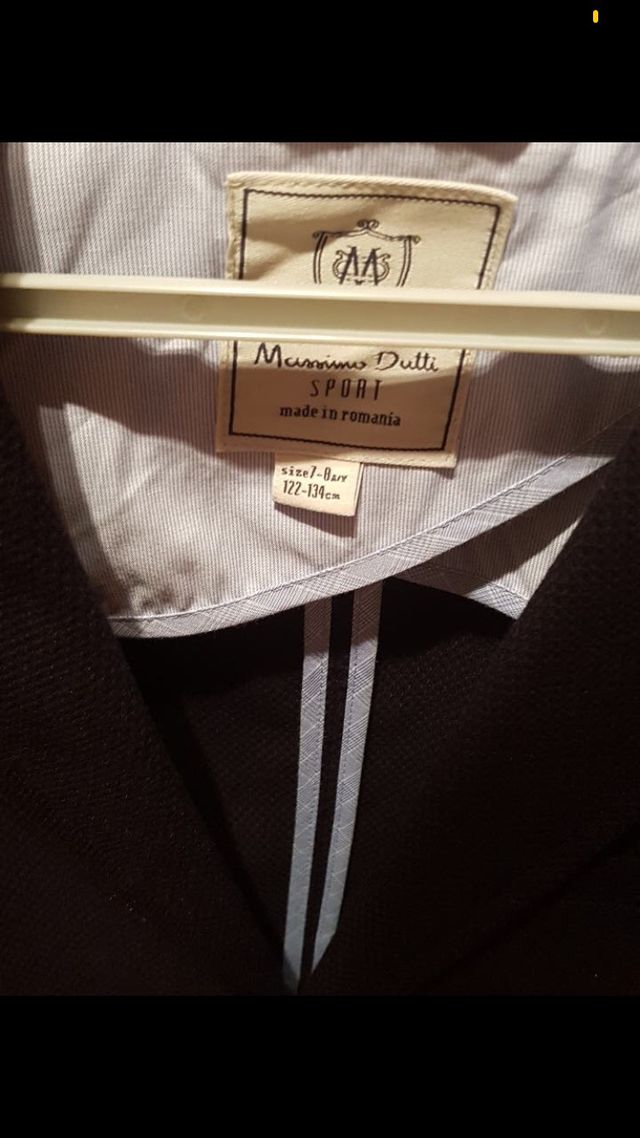 Massimo Dutti
SPORT
made in romania
size7-8A/Y
122-134cm